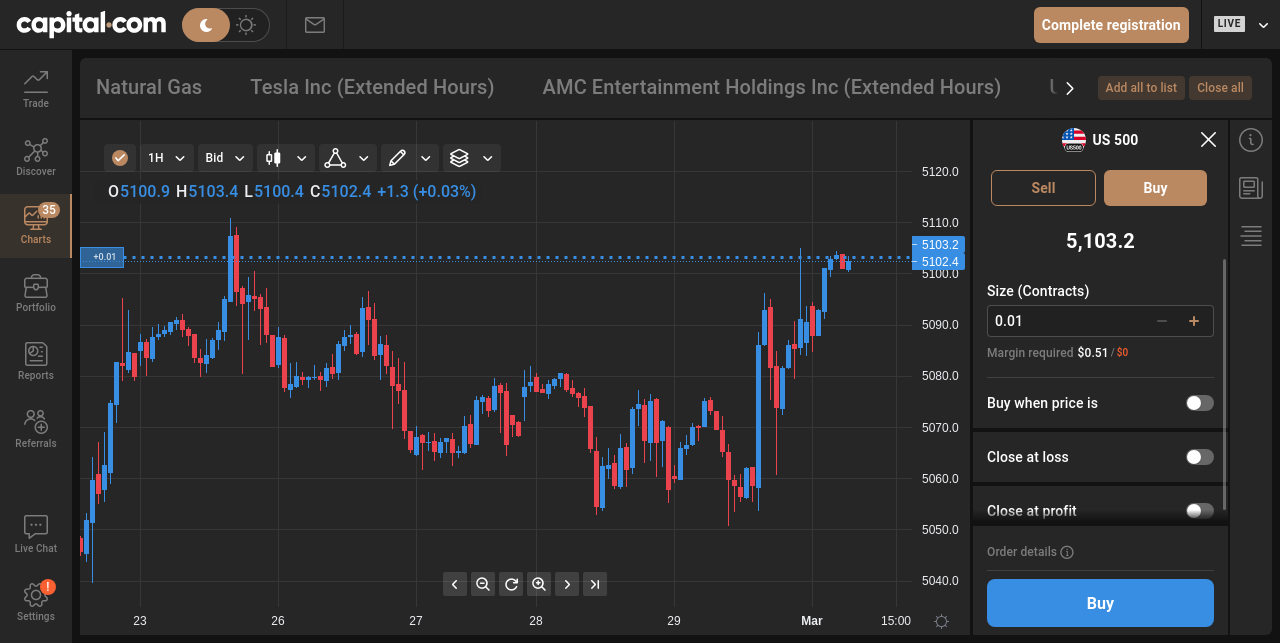 capital.com
Complete registration
LIVE
Trade
Discover
35
Charts
Portfolio
Reports
Referrals
Live Chat
!
Settings
Natural Gas
Tesla Inc (Extended Hours)
AMC Entertainment Holdings Inc (Extended Hours)
Add all to list
Close all
1H
Bid
O5100.9 H5103.4 L5100.4 C5102.4 +1.3 (+0.03%)
+0.01
5120.0
5110.0
5103.2
5102.4
5100.0
5090.0
5080.0
5070.0
5060.0
5050.0
5040.0
23
26
27
28
29
Mar
15:00
US500
US 500
Sell
Buy
5,103.2
Size (Contracts)
0.01
Margin required $0.51 / $0
Buy when price is
Close at loss
Close at profit
Order details
Buy